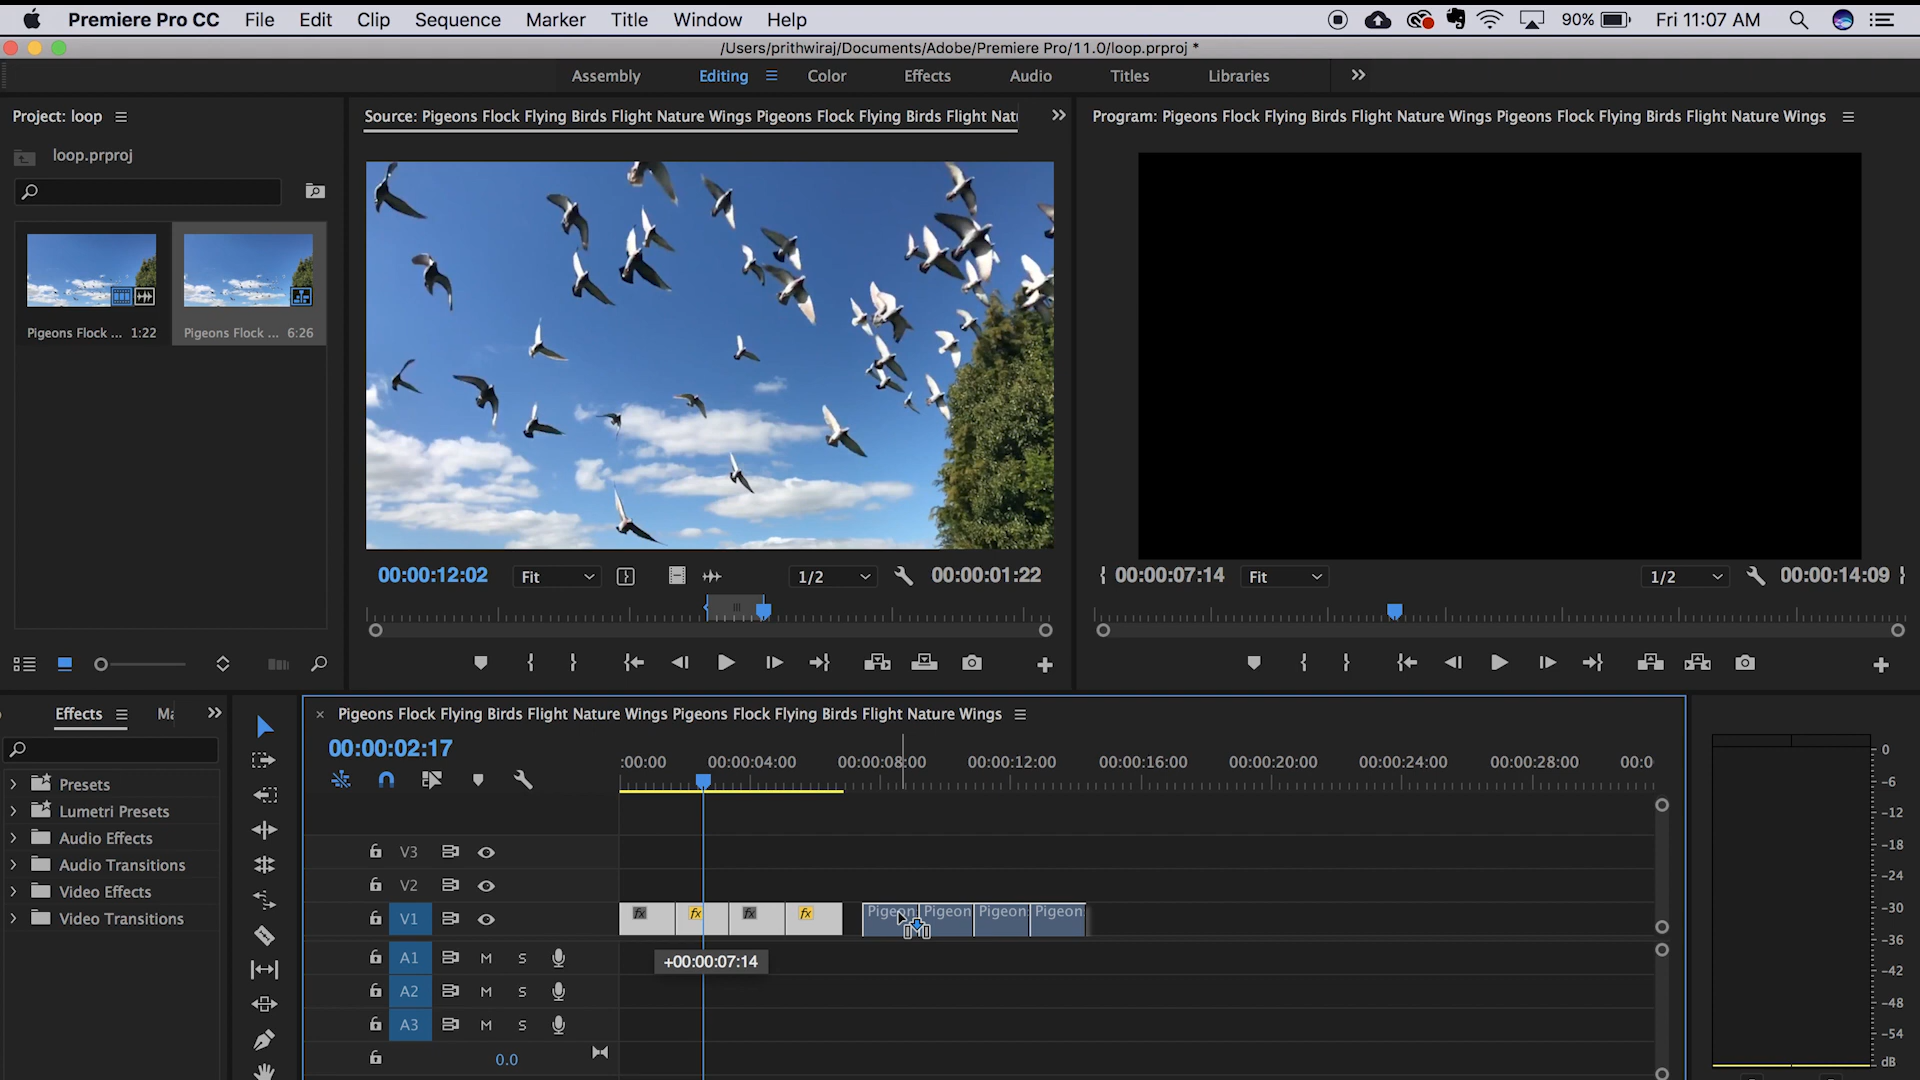 Premiere Pro CC File Edit Clip Sequence Marker Title Window Help 90% Fri 11:07 AM
/Users/prithwiraj/Documents/Adobe/Premiere Pro/11.0/loop.prproj *
Assembly Editing Color Effects Audio Titles Libraries
Project: loop
Source: Pigeons Flock Flying Birds Flight Nature Wings Pigeons Flock Flying Birds Flight Nat
Program: Pigeons Flock Flying Birds Flight Nature Wings Pigeons Flock Flying Birds Flight Nature Wings
loop.prproj
Pigeons Flock ... 1:22
Pigeons Flock ... 6:26
00:00:12:02 Fit 1/2 00:00:01:22
00:00:07:14 Fit 1/2 00:00:14:09
Effects
Presets
Lumetri Presets
Audio Effects
Audio Transitions
Video Effects
Video Transitions
× Pigeons Flock Flying Birds Flight Nature Wings Pigeons Flock Flying Birds Flight Nature Wings
00:00:02:17
:00:00 00:00:04:00 00:00:08:00 00:00:12:00 00:00:16:00 00:00:20:00 00:00:24:00 00:00:28:00 00:0
V3
V2
V1 fx fx fx fx Pigeon Pigeon Pigeon Pigeon
A1 M S
+00:00:07:14
A2 M S
A3 M S
0.0
0
-6
-12
-18
-24
-30
-36
-42
-48
-54
dB